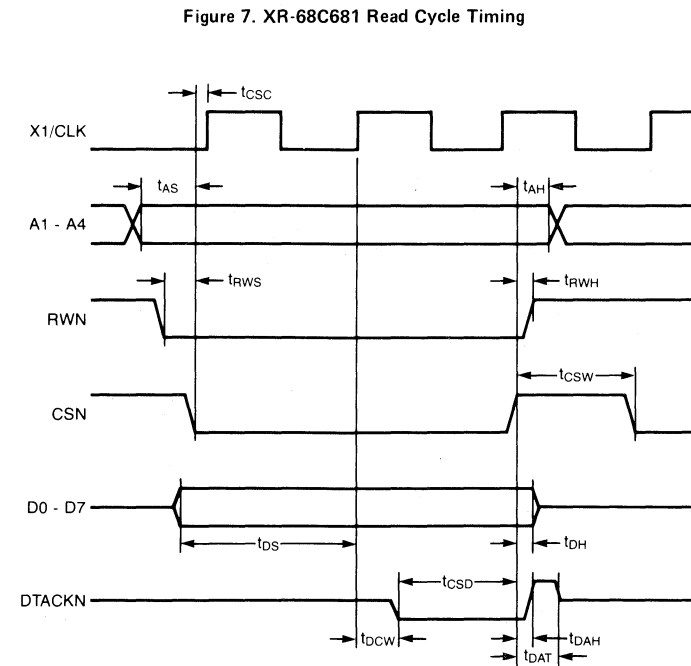 Figure 7. XR-68C681 Read Cycle Timing
tCSC
X1/CLK
tAS
tAH
A1 - A4
tRWS
tRWH
RWN
tCSW
CSN
D0 - D7
tDS
tDH
tCSD
DTACKN
tDCW
tDAH
tDAT